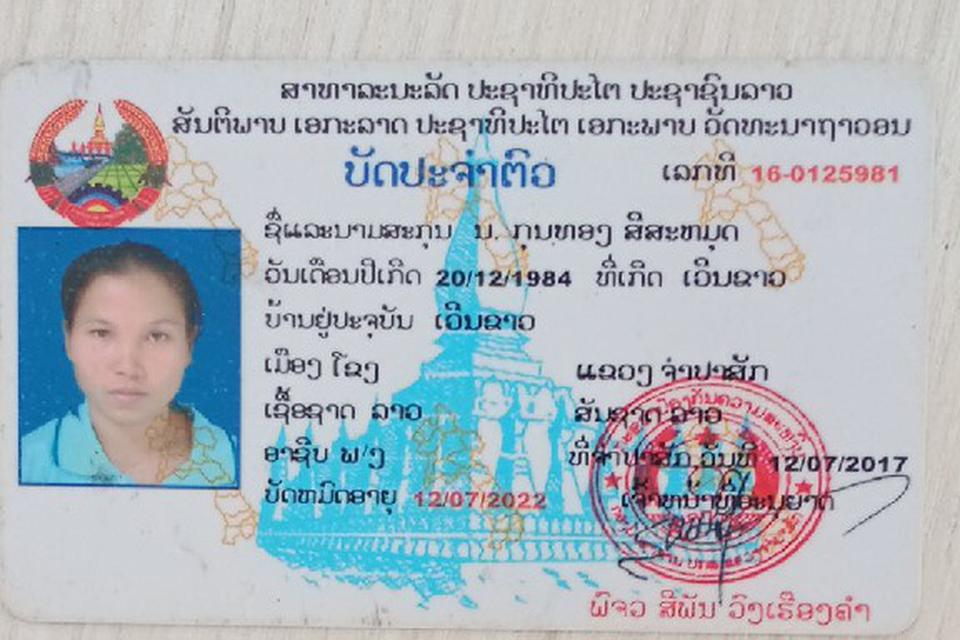 ສາທາລະນະລັດ ປະຊາທິປະໄຕ ປະຊາຊົນລາວ
ສັນຕິພາບ ເອກະລາດ ປະຊາທິປະໄຕ ເອກະພາບ ວັດທະນາຖາວອນ
ບັດປະຈຳຕົວ ເລກທີ 16-0125981
ຊື່ແລະນາມສະກຸນ ນ. ກຸນທອງ ສີສະຫມຸດ
ວັນເດືອນປີເກີດ 20/12/1984 ທີ່ເກີດ ເວີນຂາວ
ບ້ານຢູ່ປະຈຸບັນ ເວີນຂາວ
ເມືອງ ໂຂງ ແຂວງ ຈຳປາສັກ
ເຊື້ອຊາດ ລາວ ສັນຊາດ ລາວ
ອາຊີບ ພ/ງ ທີ່ຈຳປາສັກ,ວັນທີ 12/07/2017
ບັດຫມົດອາຍຸ 12/07/2022 ເຈົ້າຫນ້າທີ່ອະນຸຍາດ
ພົຈວ ສີພັນ ວົງເຮືອງຄຳ